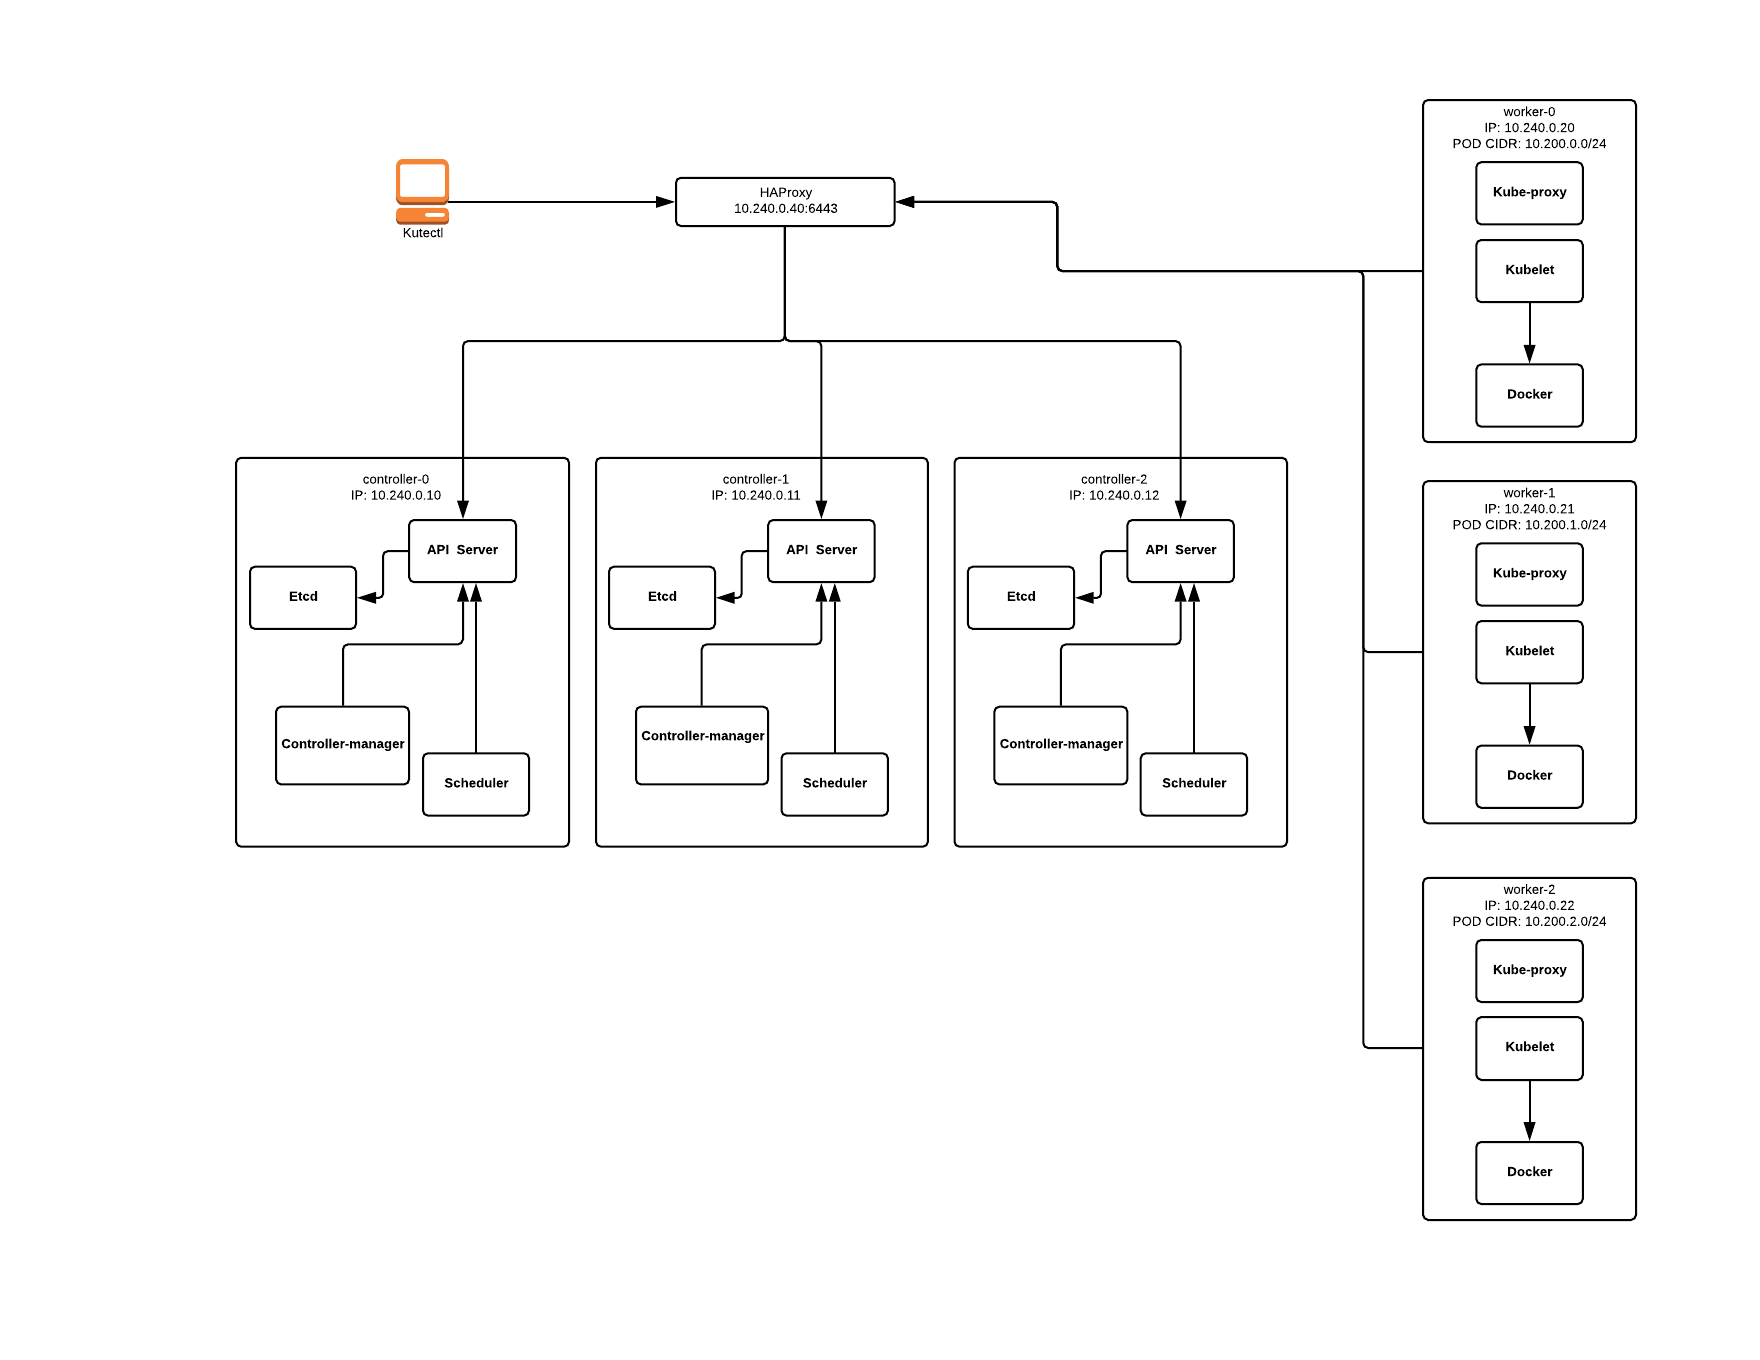 Kutectl
HAProxy
10.240.0.40:6443
controller-0
IP: 10.240.0.10
API Server
Etcd
Controller-manager
Scheduler
controller-1
IP: 10.240.0.11
API Server
Etcd
Controller-manager
Scheduler
controller-2
IP: 10.240.0.12
API Server
Etcd
Controller-manager
Scheduler
worker-0
IP: 10.240.0.20
POD CIDR: 10.200.0.0/24
Kube-proxy
Kubelet
Docker
worker-1
IP: 10.240.0.21
POD CIDR: 10.200.1.0/24
Kube-proxy
Kubelet
Docker
worker-2
IP: 10.240.0.22
POD CIDR: 10.200.2.0/24
Kube-proxy
Kubelet
Docker